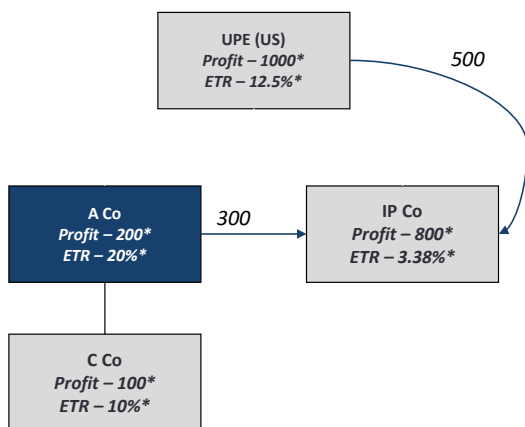 UPE (US)
Profit – 1000*
ETR – 12.5%*
500
A Co
Profit – 200*
ETR – 20%*
300
IP Co
Profit – 800*
ETR – 3.38%*
C Co
Profit – 100*
ETR – 10%*